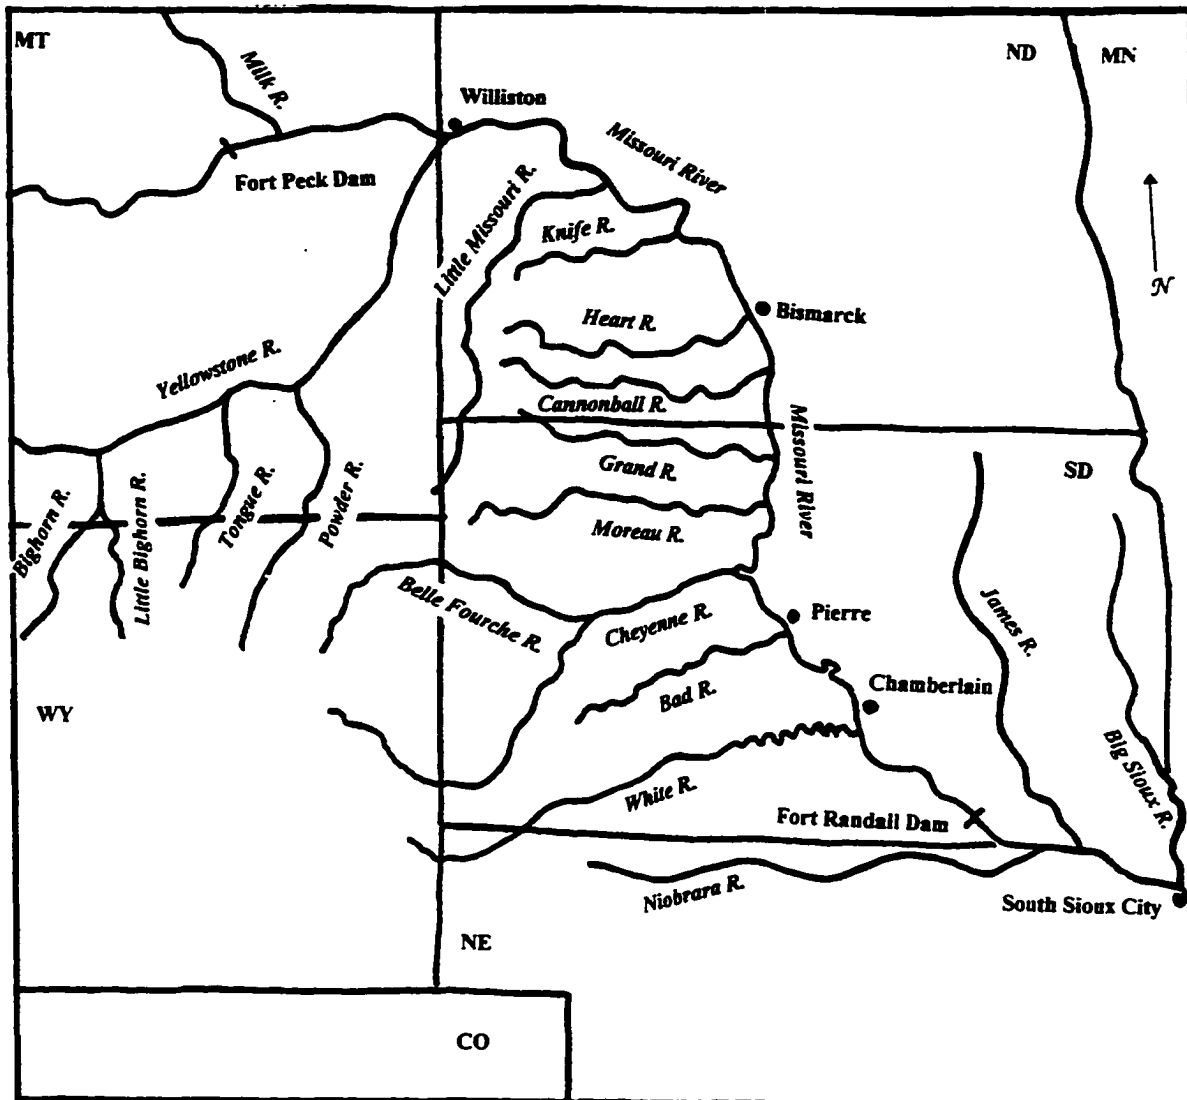 MT
ND
MN
Milk R.
Williston
Missouri River
Fort Peck Dam
Little Missouri R.
Knife R.
N
Bismarck
Heart R.
Yellowstone R.
Cannonball R.
Missouri River
Grand R.
SD
Bighorn R.
Little Bighorn R.
Tongue R.
Powder R.
Moreau R.
Belle Fourche R.
Cheyenne R.
Pierre
James R.
Bad R.
Chamberlain
WY
Big Sioux R.
White R.
Fort Randall Dam
Niobrara R.
South Sioux City
NE
CO